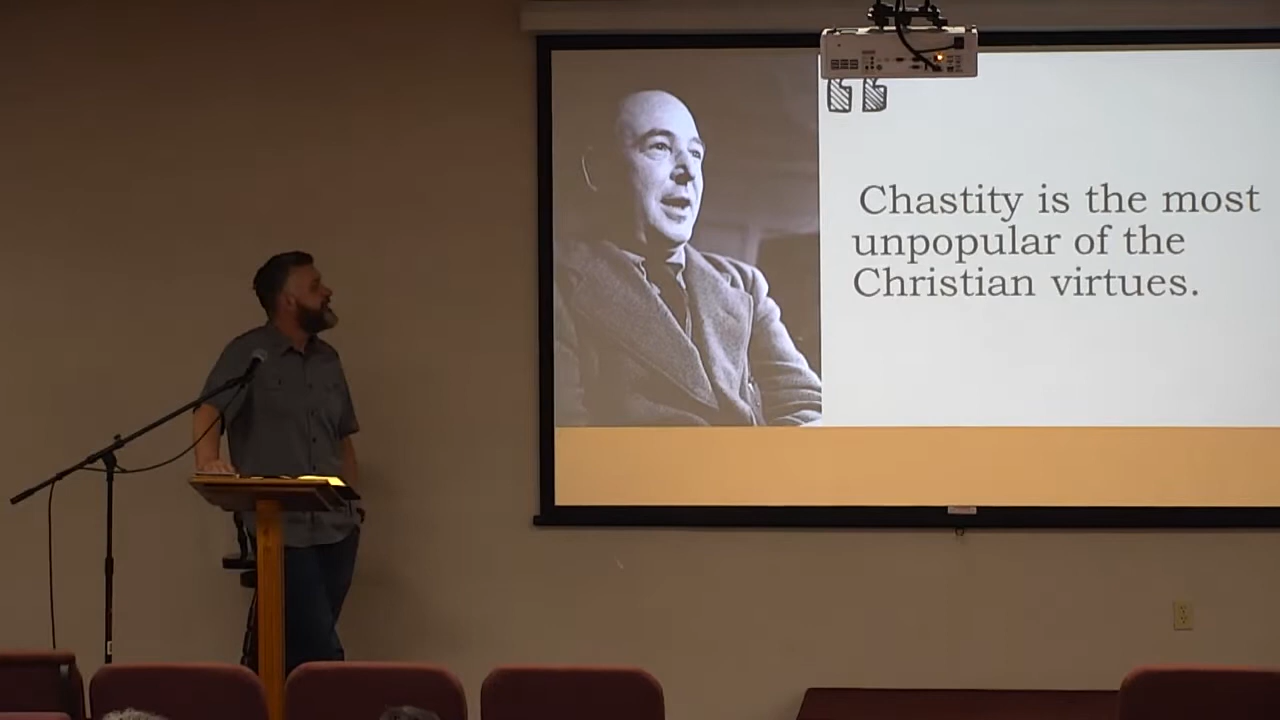 Chastity is the most
unpopular of the
Christian virtues.